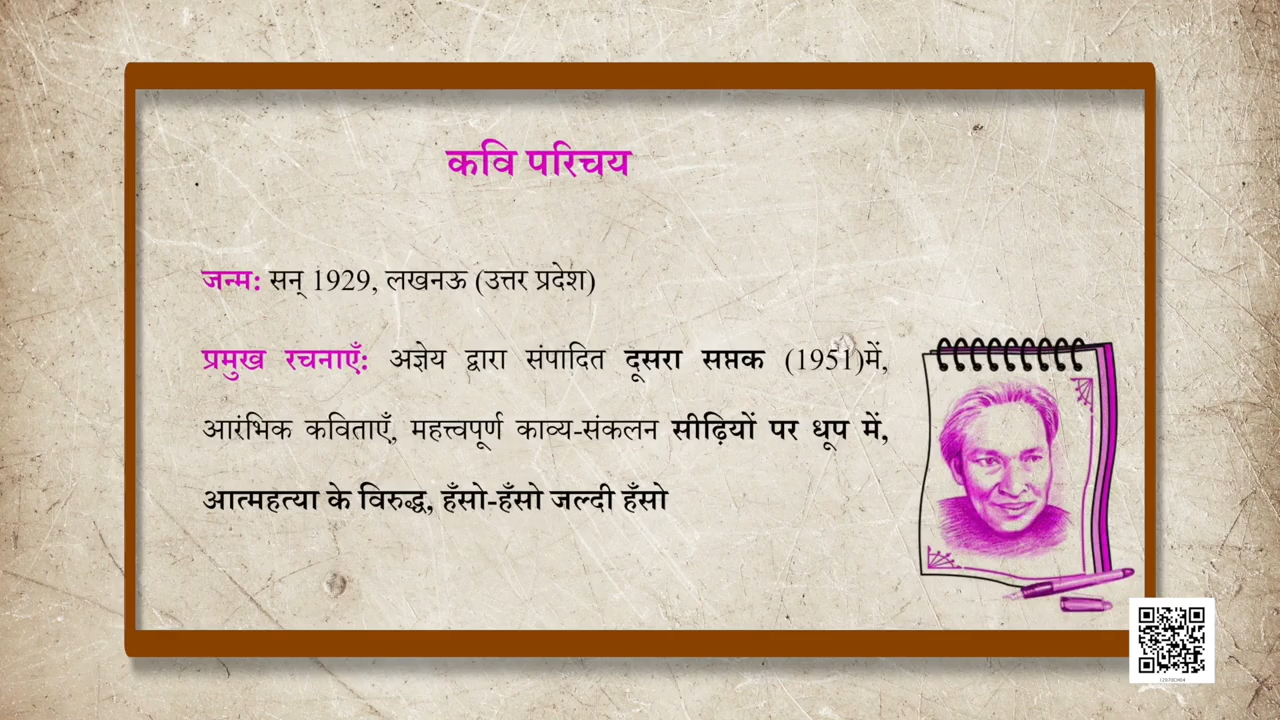 कवि परिचय
जन्म: सन् 1929, लखनऊ (उत्तर प्रदेश)
प्रमुख रचनाएँ: अज्ञेय द्वारा संपादित दूसरा सप्तक (1951)में,
आरंभिक कविताएँ, महत्त्वपूर्ण काव्य-संकलन सीढ़ियों पर धूप में,
आत्महत्या के विरुद्ध, हँसो-हँसो जल्दी हँसो